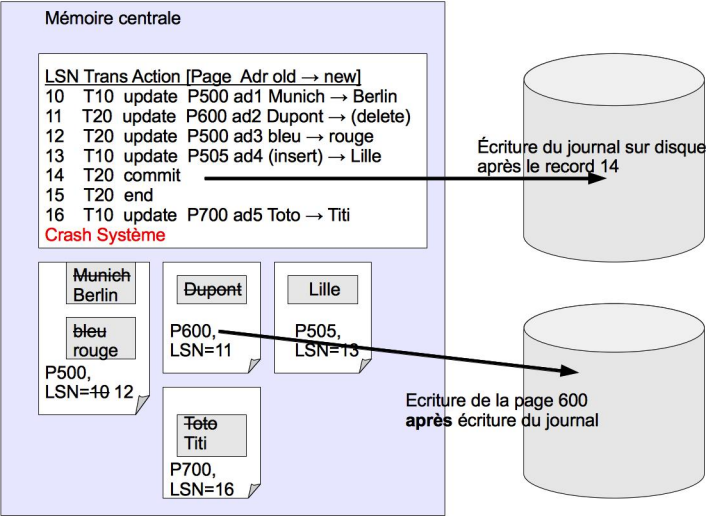 Mémoire centrale
LSN Trans Action [Page Adr old → new]
10 T10 update P500 ad1 Munich → Berlin
11 T20 update P600 ad2 Dupont → (delete)
12 T20 update P500 ad3 bleu → rouge
13 T10 update P505 ad4 (insert) → Lille
14 T20 commit
15 T20 end
16 T10 update P700 ad5 Toto → Titi
Crash Système
Écriture du journal sur disque
après le record 14
Munich
Berlin
bleu
rouge
P500,
LSN=10 12
Dupont
P600,
LSN=11
Lille
P505,
LSN=13
Toto
Titi
P700,
LSN=16
Ecriture de la page 600
après écriture du journal